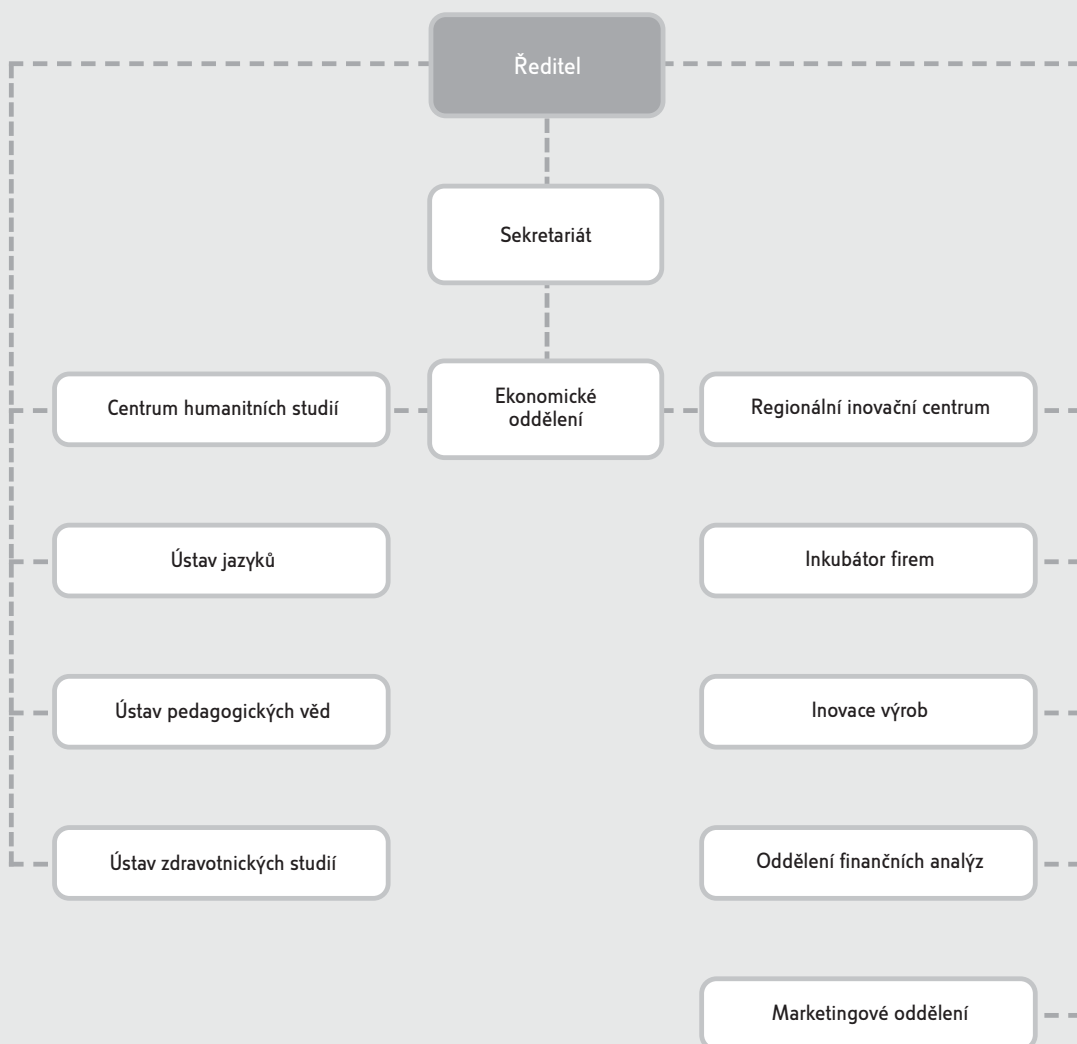 Ředitel
Sekretariát
Centrum humanitních studií
Ekonomické
oddělení
Regionální inovační centrum
Ústav jazyků
Inkubátor firem
Ústav pedagogických věd
Inovace výrob
Ústav zdravotnických studií
Oddělení finančních analýz
Marketingové oddělení